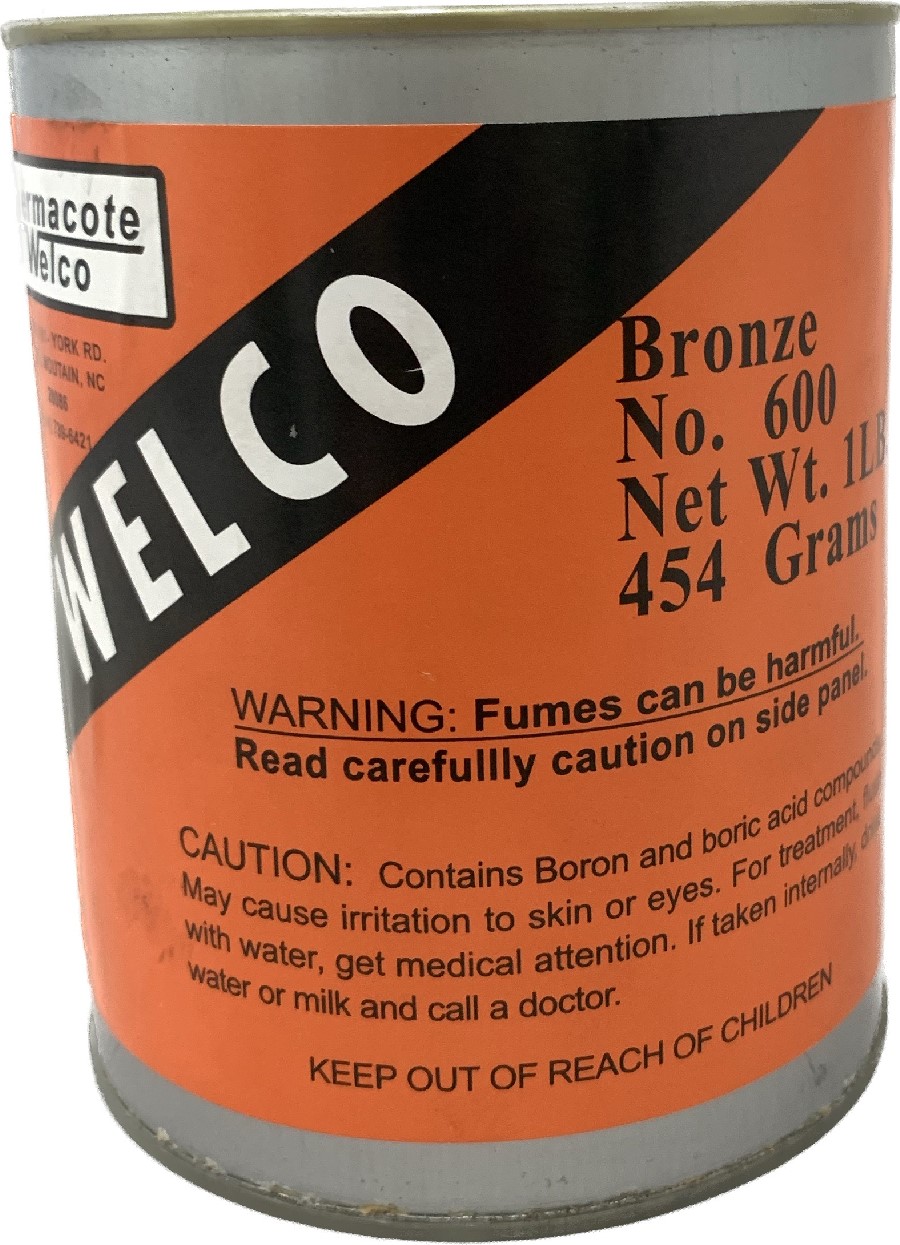 ermacote
Welco
YORK RD.
NC
WELCO
Bronze
No. 600
Net Wt. 1LB
454 Grams
WARNING: Fumes can be harmful.
Read carefullly caution on side panel.
CAUTION: Contains Boron and boric acid
May cause irritation to skin or eyes. For treatment,
with water, get medical attention. If taken internally,
water or milk and call a doctor.
KEEP OUT OF REACH OF CHILDREN